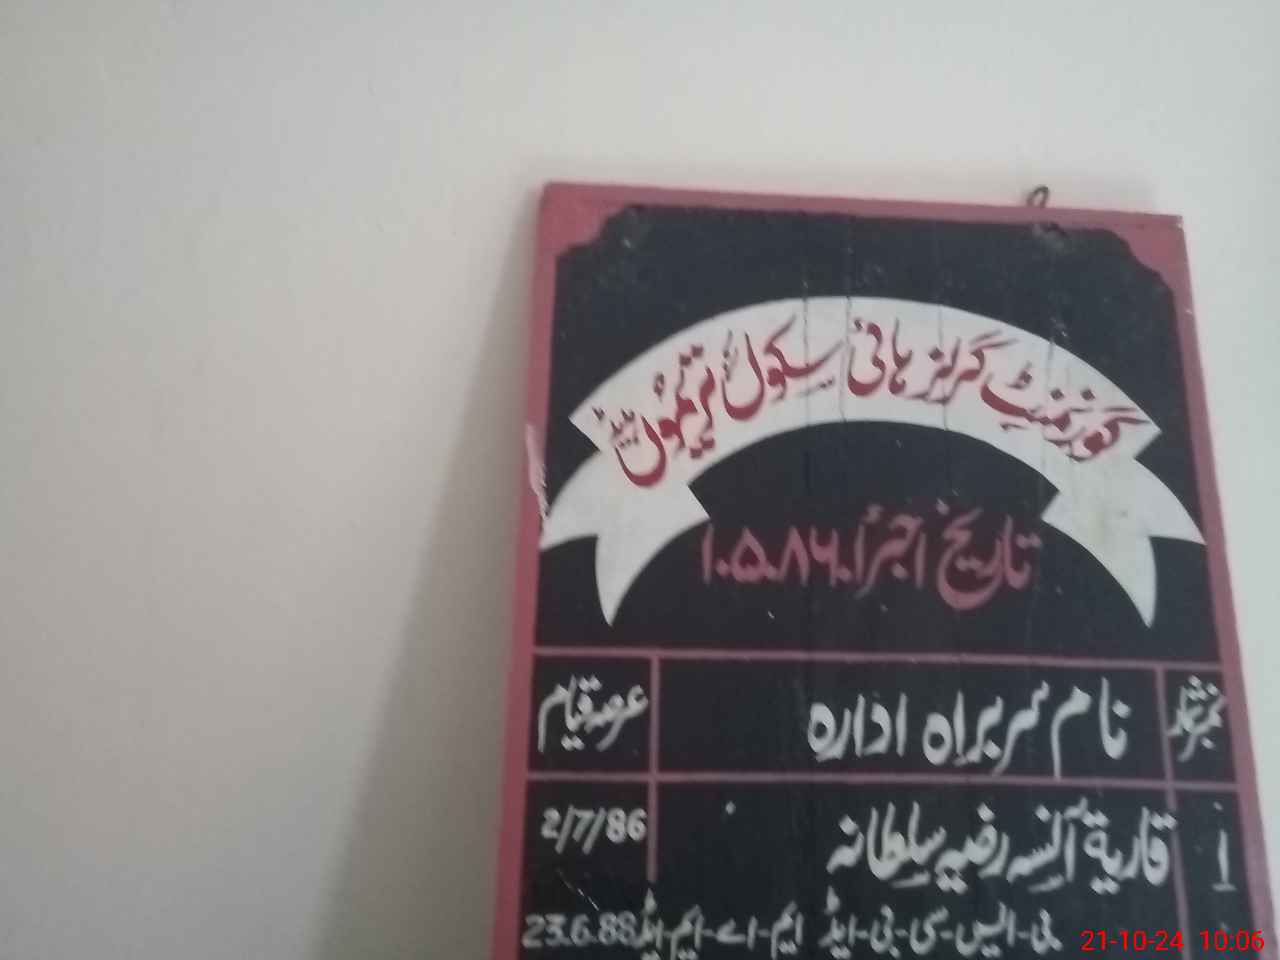 گورنمنٹ گرلز ہائی سکول تریموں
تاریخ اجرأ ۱.۵.۸۶
نمبر شمار نام سربراہ ادارہ عرصہ قیام
1 قاریۃ آنسہ رضیہ سلطانہ 2/7/86
بی-ایس-سی-بی-ایڈ ایم-اے-ایم-ایڈ 23.6.88
21-10-24 10:06